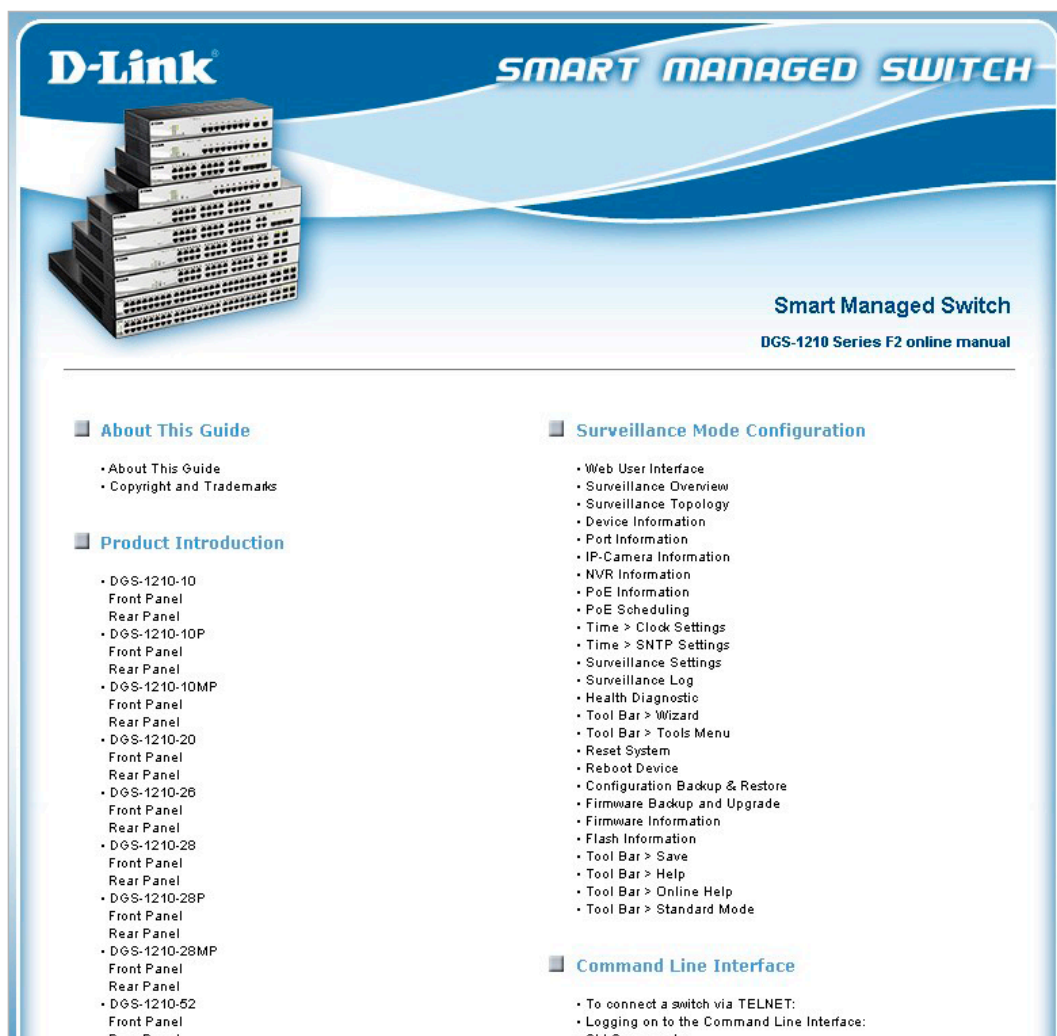 D-Link®
SMART MANAGED SWITCH
Smart Managed Switch
DGS-1210 Series F2 online manual
About This Guide
• About This Guide
• Copyright and Trademarks
Product Introduction
• DGS-1210-10
Front Panel
Rear Panel
• DGS-1210-10P
Front Panel
Rear Panel
• DGS-1210-10MP
Front Panel
Rear Panel
• DGS-1210-20
Front Panel
Rear Panel
• DGS-1210-26
Front Panel
Rear Panel
• DGS-1210-28
Front Panel
Rear Panel
• DGS-1210-28P
Front Panel
Rear Panel
• DGS-1210-28MP
Front Panel
Rear Panel
• DGS-1210-52
Front Panel
Surveillance Mode Configuration
• Web User Interface
• Surveillance Overview
• Surveillance Topology
• Device Information
• Port Information
• IP-Camera Information
• NVR Information
• PoE Information
• PoE Scheduling
• Time > Clock Settings
• Time > SNTP Settings
• Surveillance Settings
• Surveillance Log
• Health Diagnostic
• Tool Bar > Wizard
• Tool Bar > Tools Menu
• Reset System
• Reboot Device
• Configuration Backup & Restore
• Firmware Backup and Upgrade
• Firmware Information
• Flash Information
• Tool Bar > Save
• Tool Bar > Help
• Tool Bar > Online Help
• Tool Bar > Standard Mode
Command Line Interface
• To connect a switch via TELNET:
• Logging on to the Command Line Interface: